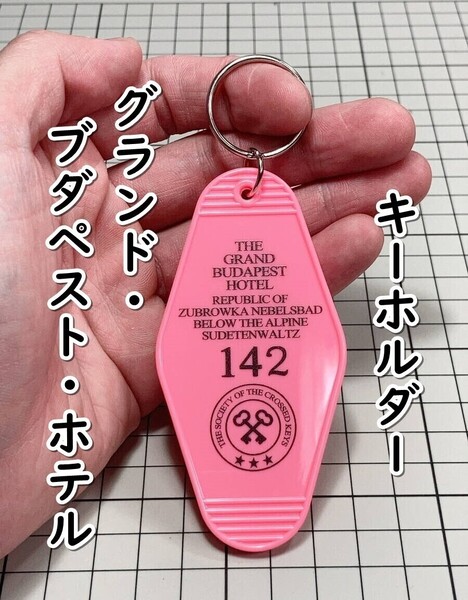 グランド・
ブダペスト・ホテル
キーホルダー
THE
GRAND
BUDAPEST
HOTEL
REPUBLIC OF
ZUBROWKA NEBELSBAD
BELOW THE ALPINE
SUDETENWALTZ
142
THE SOCIETY OF THE CROSSED KEYS